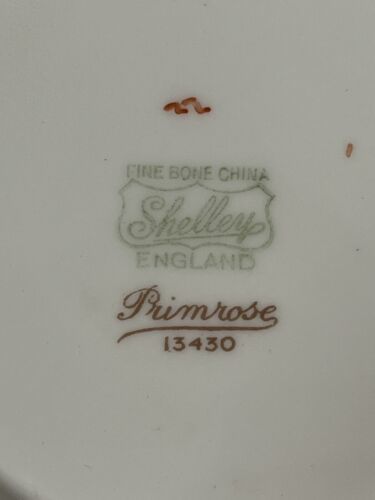 FINE BONE CHINA
Shelley
ENGLAND
Primrose
13430